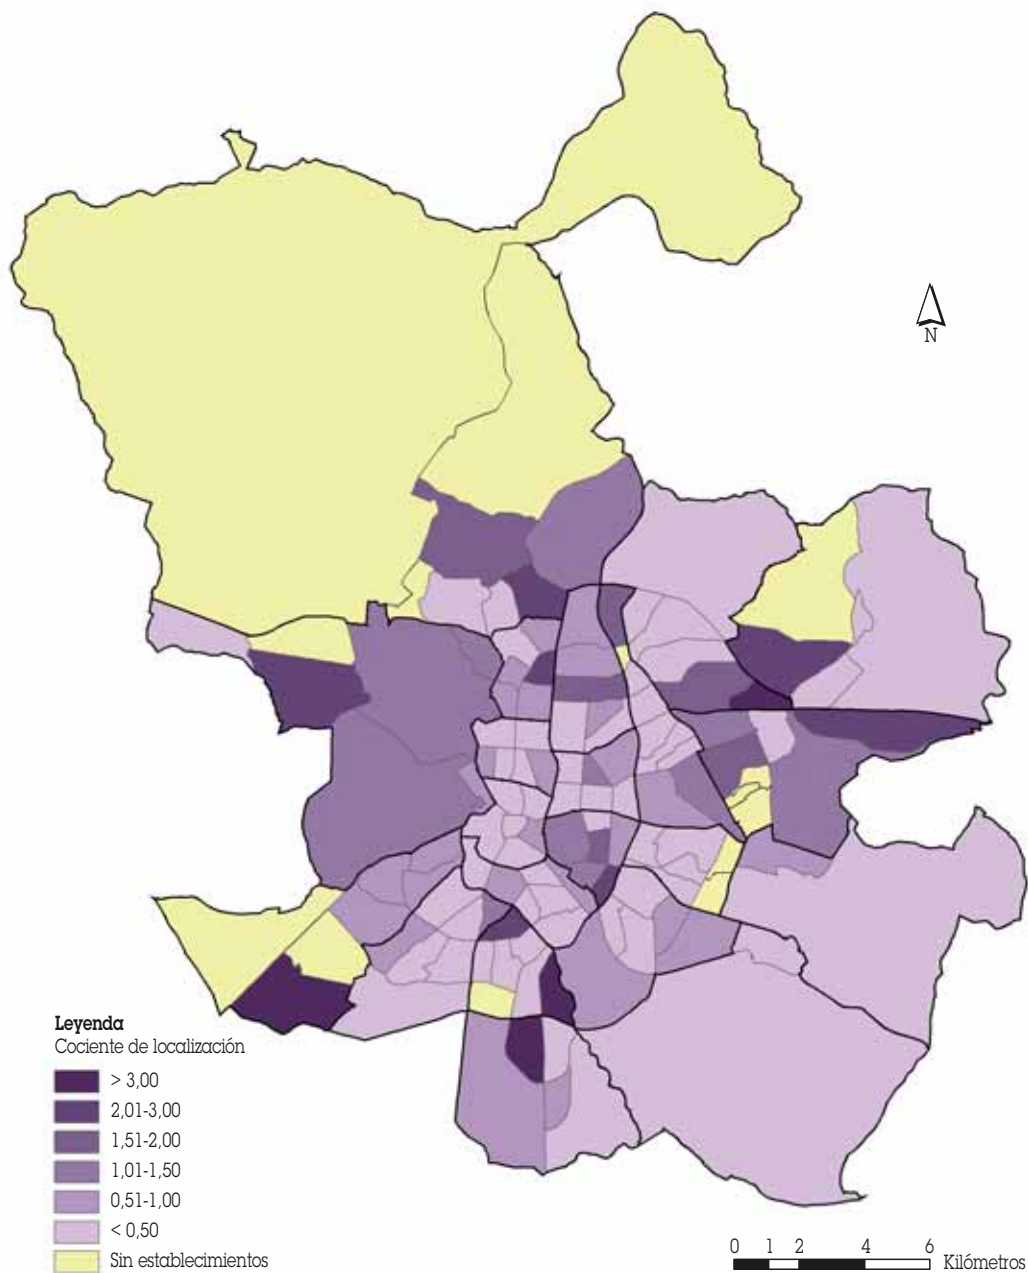 N
Leyenda
Cociente de localización
> 3,00
2,01-3,00
1,51-2,00
1,01-1,50
0,51-1,00
< 0,50
Sin establecimientos
0 1 2 4 6
Kilómetros